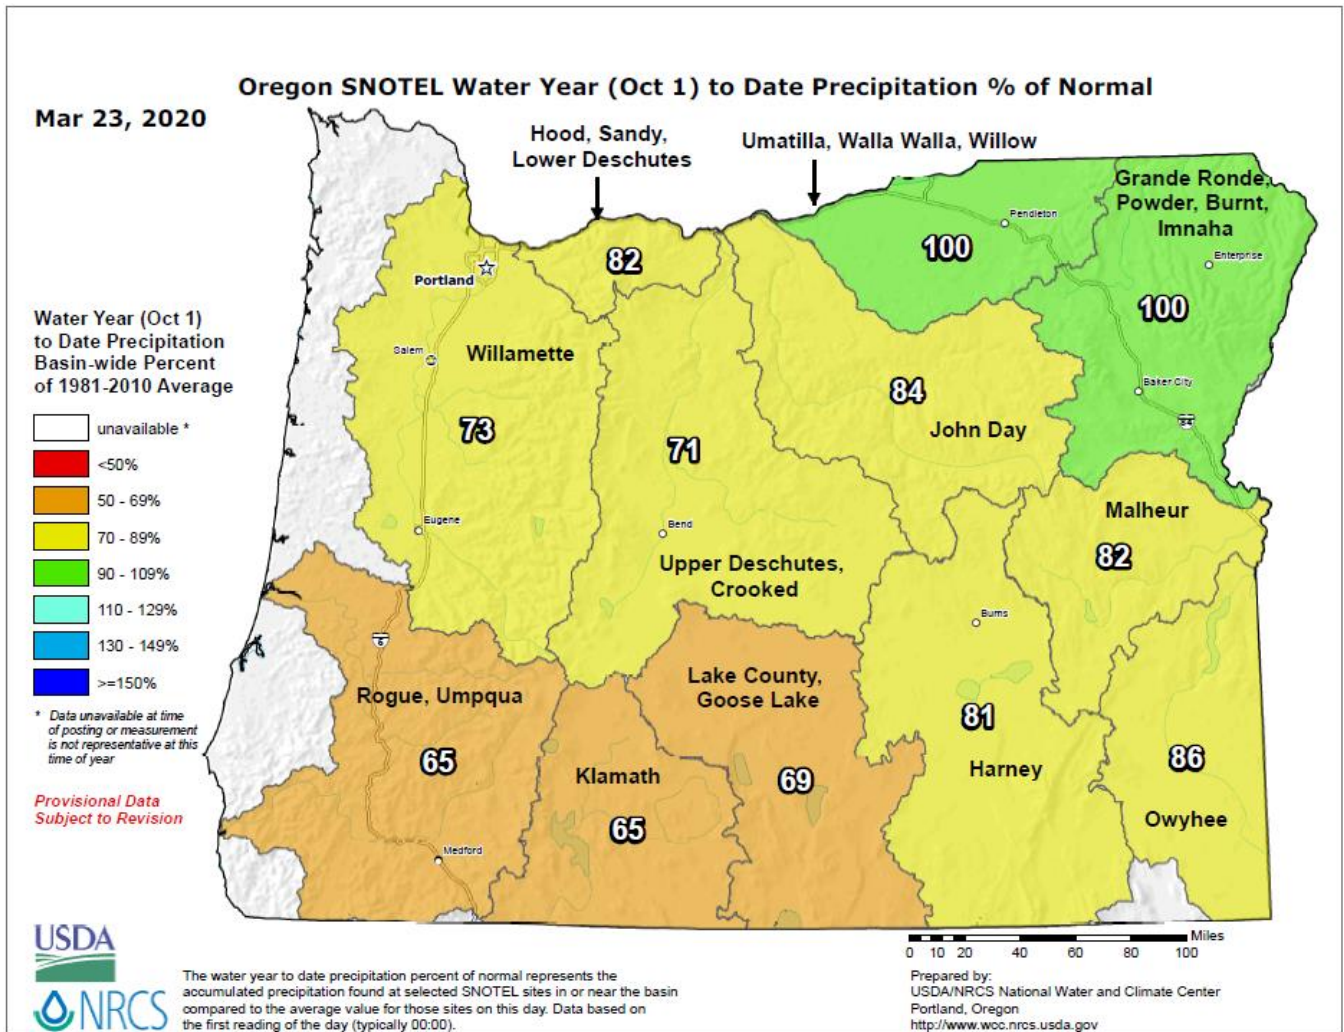 Oregon SNOTEL Water Year (Oct 1) to Date Precipitation % of Normal
Mar 23, 2020
Hood, Sandy,
Lower Deschutes
Umatilla, Walla Walla, Willow
Grande Ronde,
Powder, Burnt,
Imnaha
Pendleton
Enterprise
100
82
Portland
100
Water Year (Oct 1)
to Date Precipitation
Basin-wide Percent
of 1981-2010 Average
Salem
Willamette
Baker City
84
84
John Day
73
71
unavailable *
<50%
50 - 69%
70 - 89%
90 - 109%
110 - 129%
130 - 149%
>=150%
* Data unavailable at time
of posting or measurement
is not representative at this
time of year
Provisional Data
Subject to Revision
Eugene
Bend
Upper Deschutes,
Crooked
Malheur
82
Burns
Rogue, Umpqua
65
Lake County,
Goose Lake
69
Klamath
65
81
Harney
86
Owyhee
Medford
Miles
0 10 20 40 60 80 100
USDA
NRCS
The water year to date precipitation percent of normal represents the
accumulated precipitation found at selected SNOTEL sites in or near the basin
compared to the average value for those sites on this day. Data based on
the first reading of the day (typically 00:00).
Prepared by:
USDA/NRCS National Water and Climate Center
Portland, Oregon
http://www.wcc.nrcs.usda.gov